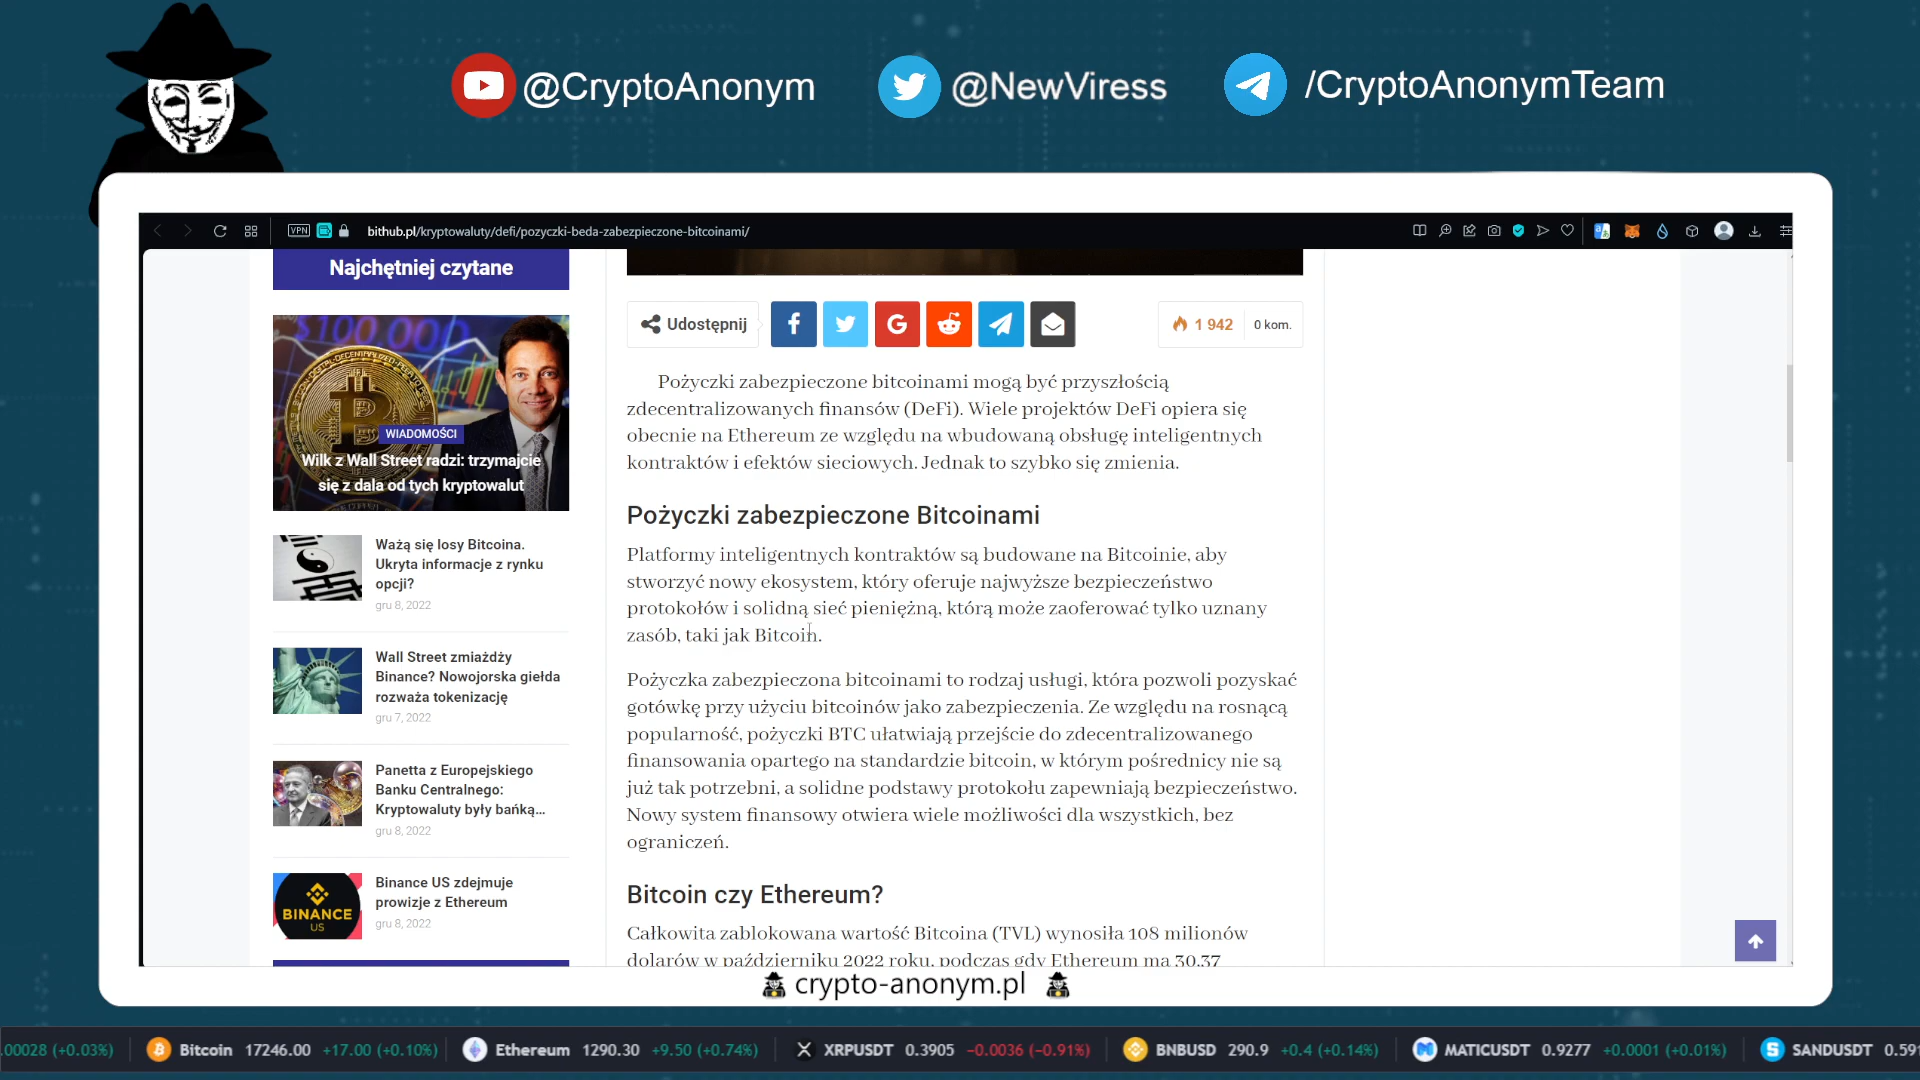 @CryptoAnonym
@NewViress
/CryptoAnonymTeam
VPN
bithub.pl/kryptowaluty/defi/pozyczki-beda-zabezpieczone-bitcoinami/
Najchętniej czytane
$100,000
WIADOMOŚCI
Wilk z Wall Street radzi: trzymajcie
się z dala od tych kryptowalut
Ważą się losy Bitcoina.
Ukryta informacje z rynku
opcji?
gru 8, 2022
Wall Street zmiażdży
Binance? Nowojorska giełda
rozważa tokenizację
gru 7, 2022
Panetta z Europejskiego
Banku Centralnego:
Kryptowaluty były bańką...
gru 8, 2022
BINANCE
US
Binance US zdejmuje
prowizje z Ethereum
gru 8, 2022
Udostępnij
1 942
0 kom.
Pożyczki zabezpieczone bitcoinami mogą być przyszłością
zdecentralizowanych finansów (DeFi). Wiele projektów DeFi opiera się
obecnie na Ethereum ze względu na wbudowaną obsługę inteligentnych
kontraktów i efektów sieciowych. Jednak to szybko się zmienia.
Pożyczki zabezpieczone Bitcoinami
Platformy inteligentnych kontraktów są budowane na Bitcoinie, aby
stworzyć nowy ekosystem, który oferuje najwyższe bezpieczeństwo
protokołów i solidną sieć pieniężną, którą może zaoferować tylko uznany
zasób, taki jak Bitcoin.
Pożyczka zabezpieczona bitcoinami to rodzaj usługi, która pozwoli pozyskać
gotówkę przy użyciu bitcoinów jako zabezpieczenia. Ze względu na rosnącą
popularność, pożyczki BTC ułatwiają przejście do zdecentralizowanego
finansowania opartego na standardzie bitcoin, w którym pośrednicy nie są
już tak potrzebni, a solidne podstawy protokołu zapewniają bezpieczeństwo.
Nowy system finansowy otwiera wiele możliwości dla wszystkich, bez
ograniczeń.
Bitcoin czy Ethereum?
Całkowita zablokowana wartość Bitcoina (TVL) wynosiła 108 milionów
dolarów w październiku 2022 roku, podczas gdy Ethereum ma 30,37
crypto-anonym.pl
.00028 (+0.03%) Bitcoin 17246.00 +17.00 (+0.10%) Ethereum 1290.30 +9.50 (+0.74%) XRPUSDT 0.3905 −0.0036 (−0.91%) BNBUSD 290.9 +0.4 (+0.14%) MATICUSDT 0.9277 +0.0001 (+0.01%) SANDUSDT 0.591